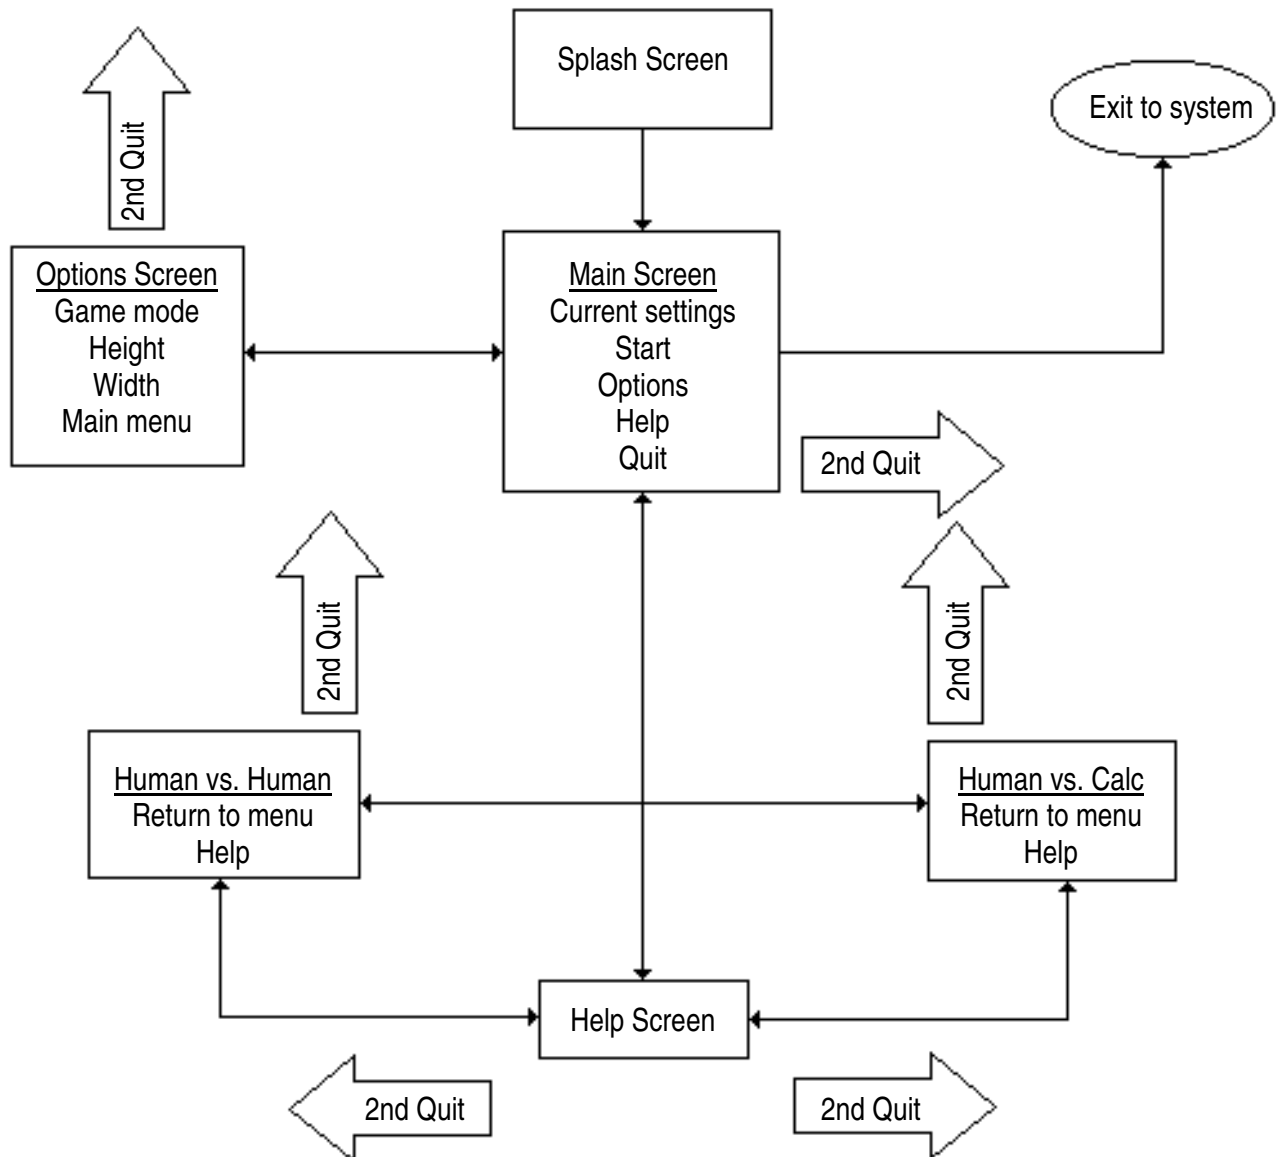 Splash Screen
Exit to system
2nd Quit
Options Screen
Game mode
Height
Width
Main menu
Main Screen
Current settings
Start
Options
Help
Quit
2nd Quit
2nd Quit
2nd Quit
Human vs. Human
Return to menu
Help
Human vs. Calc
Return to menu
Help
Help Screen
2nd Quit
2nd Quit